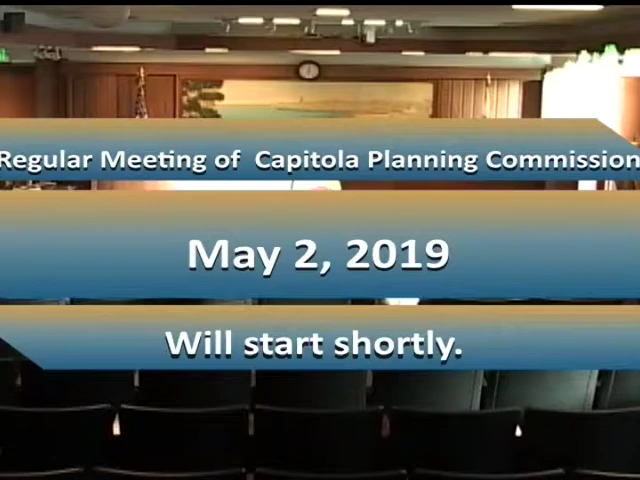 Regular Meeting of Capitola Planning Commission
May 2, 2019
Will start shortly.